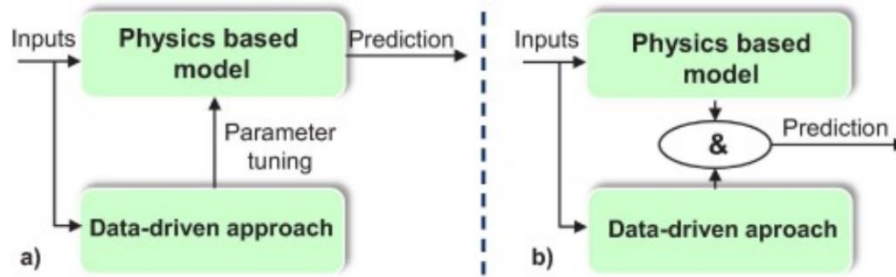 Inputs
Physics based
model
Prediction
Parameter
tuning
Data-driven approach
a)
Inputs
Physics based
model
&
Prediction
Data-driven aproach
b)